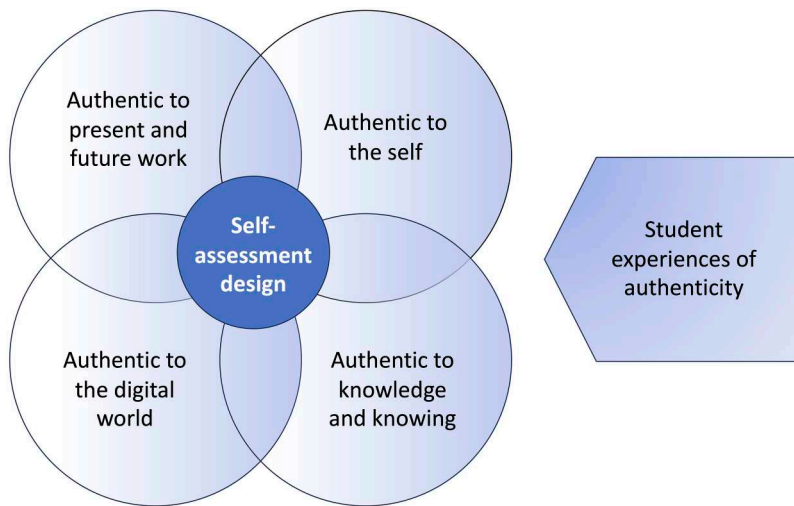 Authentic to
present and
future work
Authentic to
the self
Self-
assessment
design
Authentic to
the digital
world
Authentic to
knowledge
and knowing
Student
experiences of
authenticity